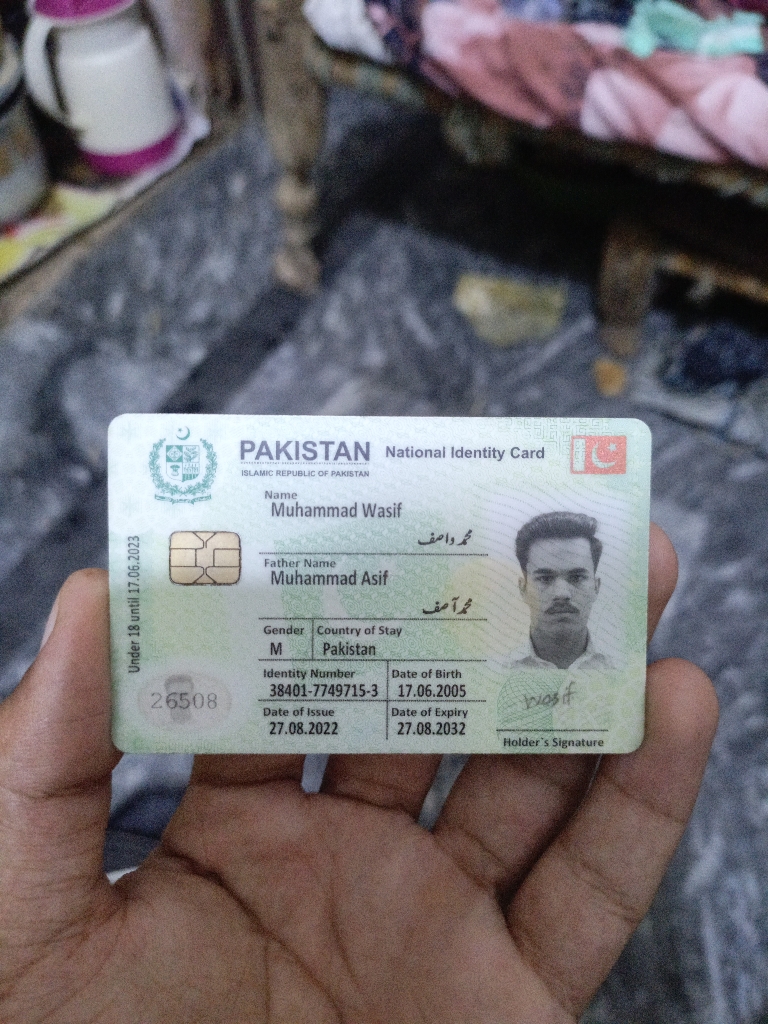 PAKISTAN National Identity Card
ISLAMIC REPUBLIC OF PAKISTAN
Name
Muhammad Wasif
محمد واصف
Father Name
Muhammad Asif
محمد آصف
Gender Country of Stay
M Pakistan
Identity Number Date of Birth
38401-7749715-3 17.06.2005
Date of Issue Date of Expiry
27.08.2022 27.08.2032
Under 18 until 17.06.2023
26508
wasif
Holder`s Signature